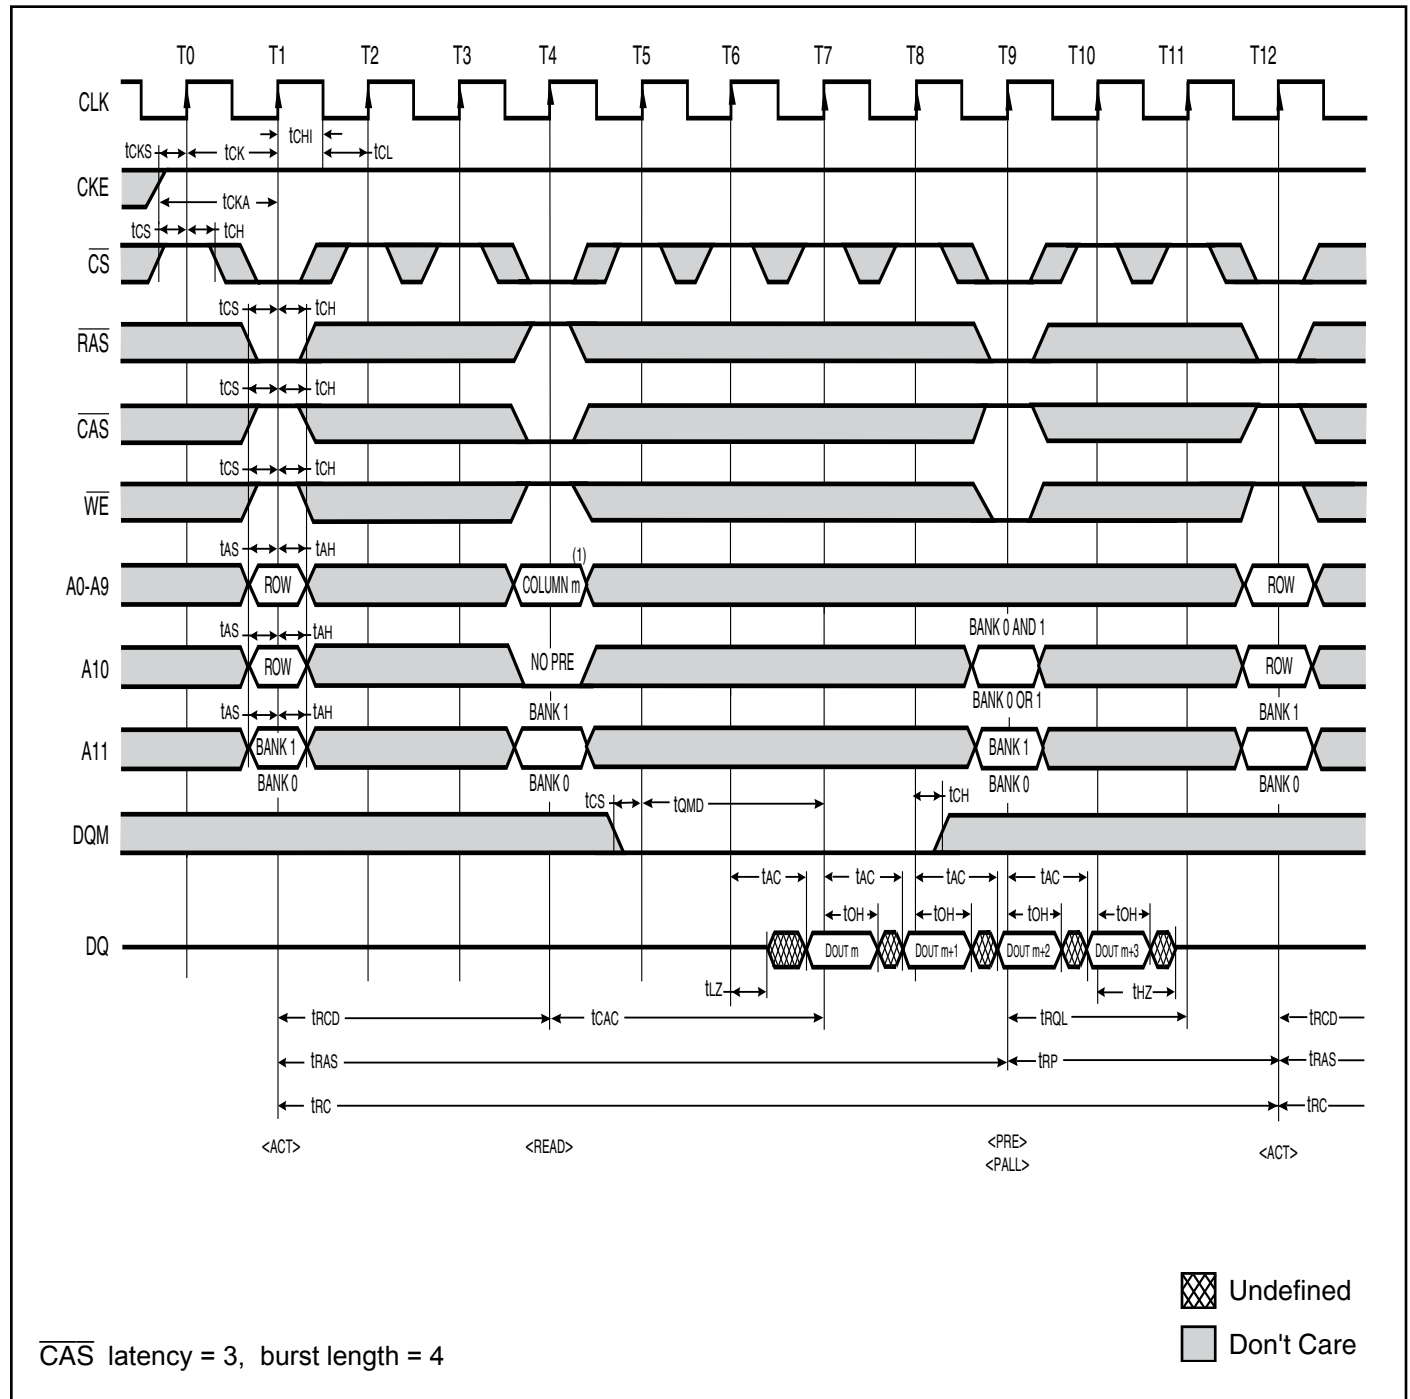 T0 T1 T2 T3 T4 T5 T6 T7 T8 T9 T10 T11 T12
CLK
tCHI
tCKS tCK tCL
CKE
tCKA
tCS tCH
CS
tCS tCH
RAS
tCS tCH
CAS
tCS tCH
WE
tAS tAH (1)
A0-A9 ROW COLUMN m ROW
tAS tAH BANK 0 AND 1
A10 ROW NO PRE ROW
BANK 0 OR 1
tAS tAH BANK 1 BANK 1
A11 BANK 1 BANK 1
BANK 0 BANK 0 BANK 0 BANK 0
tCS tQMD tCH
DQM
tAC tAC tAC tAC
tOH tOH tOH tOH
DQ DOUT m DOUT m+1 DOUT m+2 DOUT m+3
tLZ tHZ
tRCD tCAC tRQL tRCD
tRAS tRP tRAS
tRC tRC
<ACT> <READ> <PRE> <ACT>
<PALL>
Undefined
Don't Care
CAS latency = 3, burst length = 4